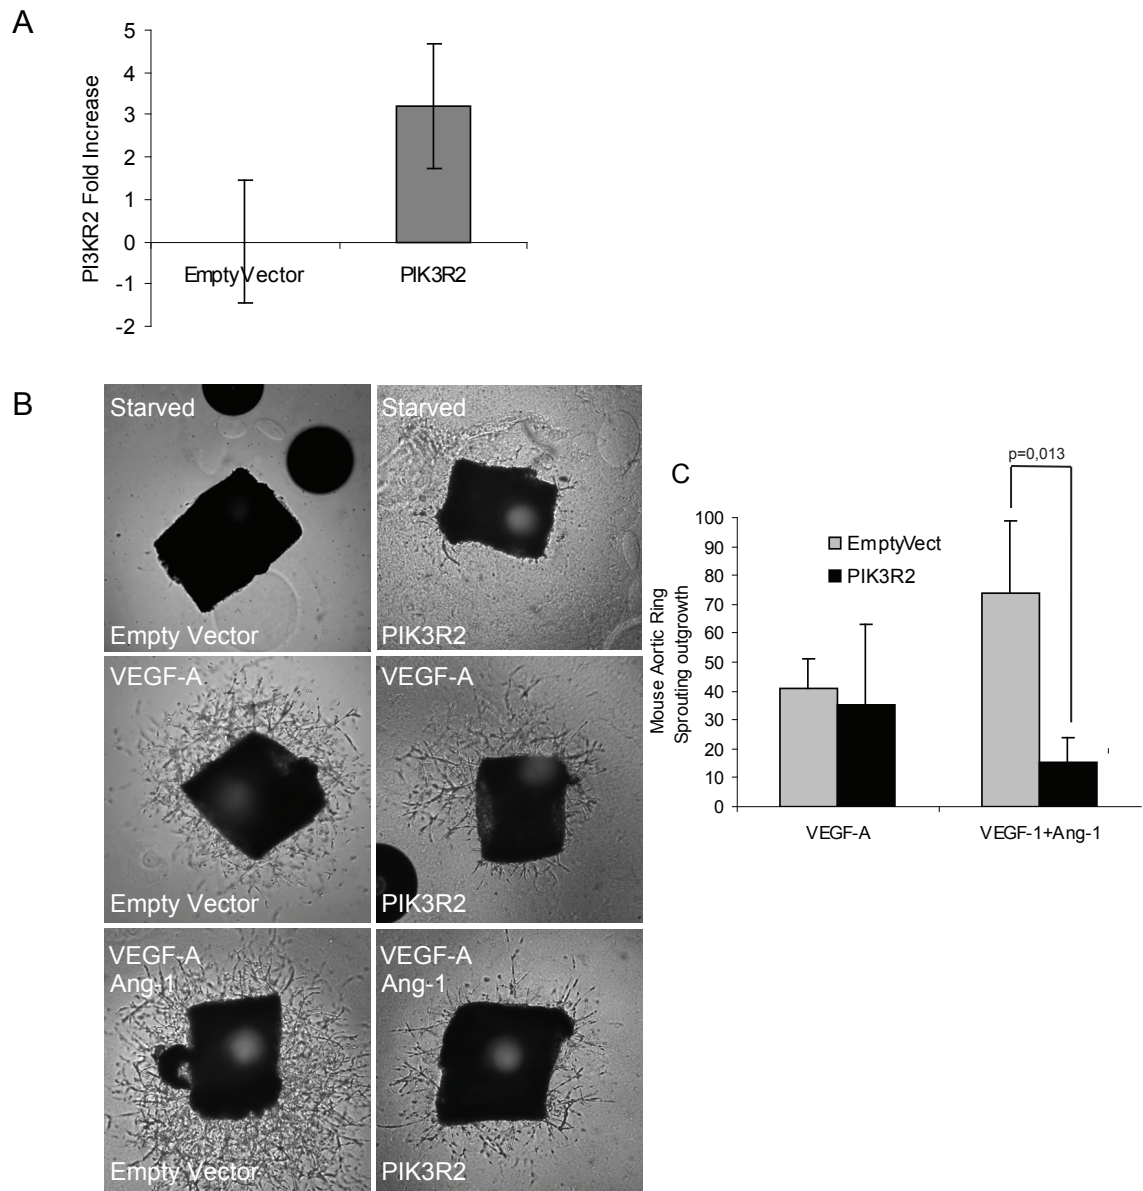 A
PI3KR2 Fold Increase
5
4
3
2
1
0
-1
-2
EmptyVector
PIK3R2
B
Starved
Empty Vector
Starved
PIK3R2
VEGF-A
Empty Vector
VEGF-A
PIK3R2
VEGF-A
Ang-1
Empty Vector
VEGF-A
Ang-1
PIK3R2
C
p=0,013
Mouse Aortic Ring
Sprouting outgrowth
100
90
80
70
60
50
40
30
20
10
0
EmptyVect
PIK3R2
VEGF-A
VEGF-1+Ang-1